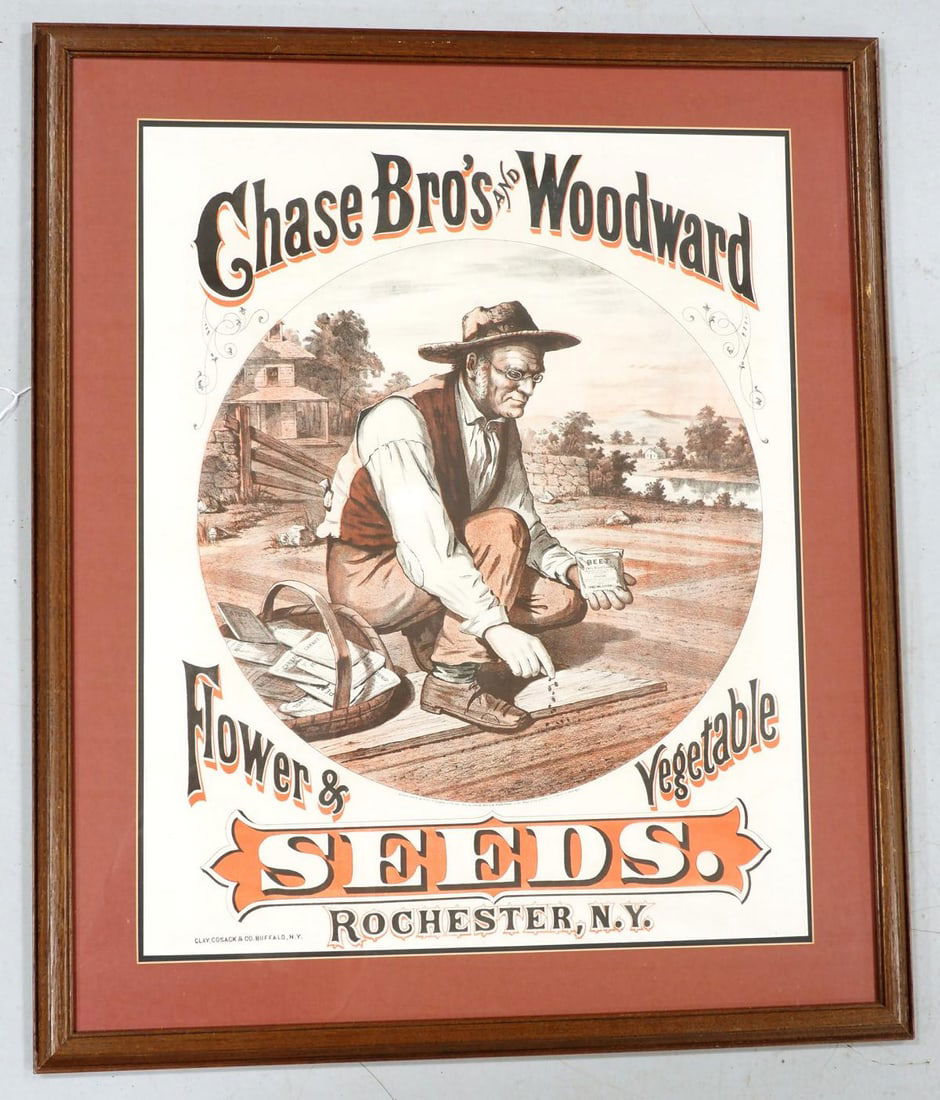 Chase Bro's AND Woodward
BEET
Flower & Vegetable
SEEDS.
ROCHESTER, N.Y.
CLAY, COSACK & CO. BUFFALO, N.Y.